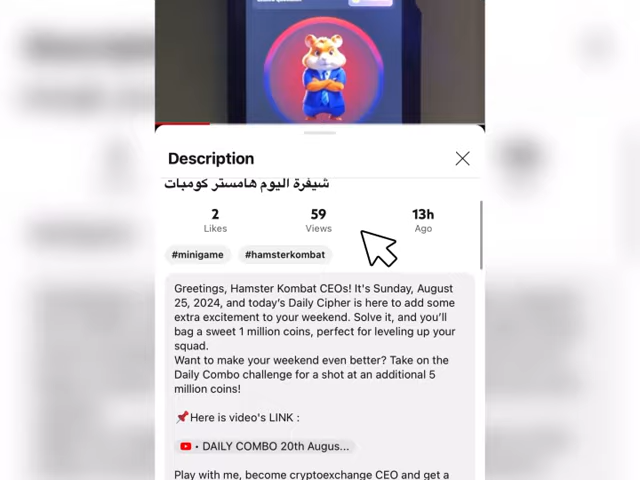 Description
شيفرة اليوم هامستر كومبات
2 59 13h
Likes Views Ago
#minigame #hamsterkombat
Greetings, Hamster Kombat CEOs! It's Sunday, August
25, 2024, and today's Daily Cipher is here to add some
extra excitement to your weekend. Solve it, and you'll
bag a sweet 1 million coins, perfect for leveling up your
squad.
Want to make your weekend even better? Take on the
Daily Combo challenge for a shot at an additional 5
million coins!
📌Here is video's LINK :
• DAILY COMBO 20th Augus...
Play with me, become cryptoexchange CEO and get a